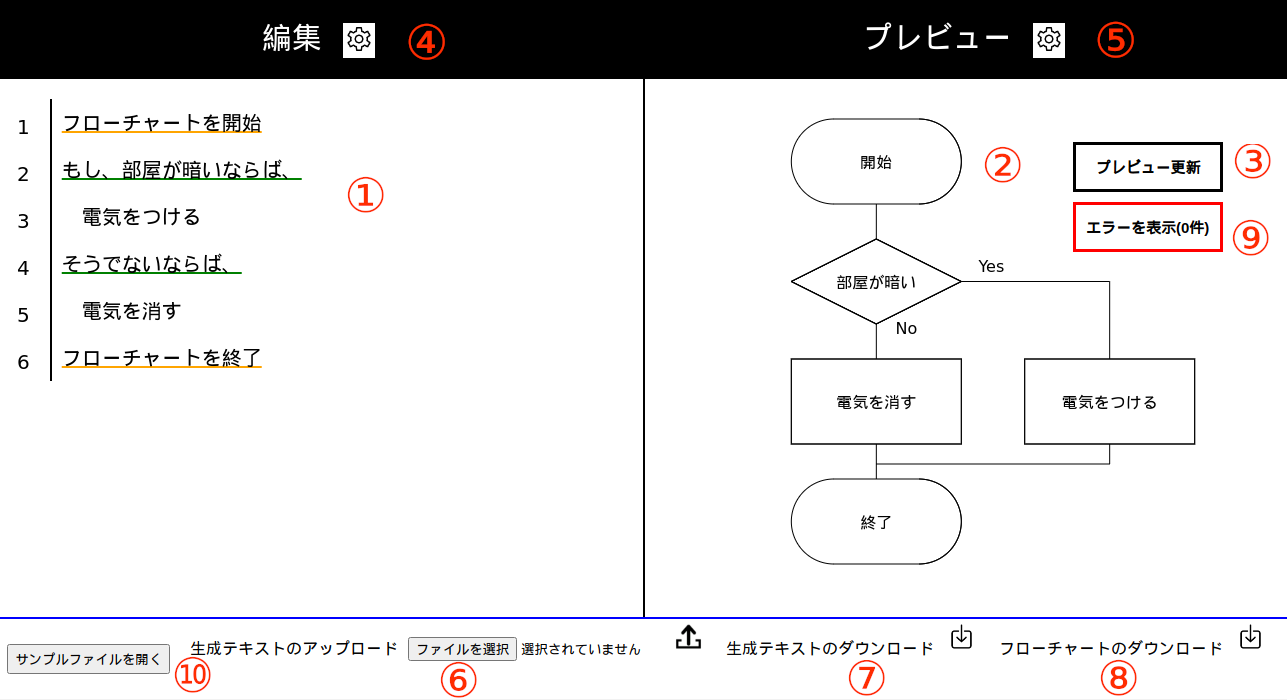 編集 ④
プレビュー ⑤
1 フローチャートを開始
2 もし、部屋が暗いならば、
3 電気をつける
4 そうでないならば、
5 電気を消す
6 フローチャートを終了
①
開始
②
プレビュー更新 ③
エラーを表示(0件) ⑨
部屋が暗い
Yes
No
電気を消す
電気をつける
終了
サンプルファイルを開く ⑩
生成テキストのアップロード ファイルを選択 選択されていません
⑥
生成テキストのダウンロード
⑦
フローチャートのダウンロード
⑧